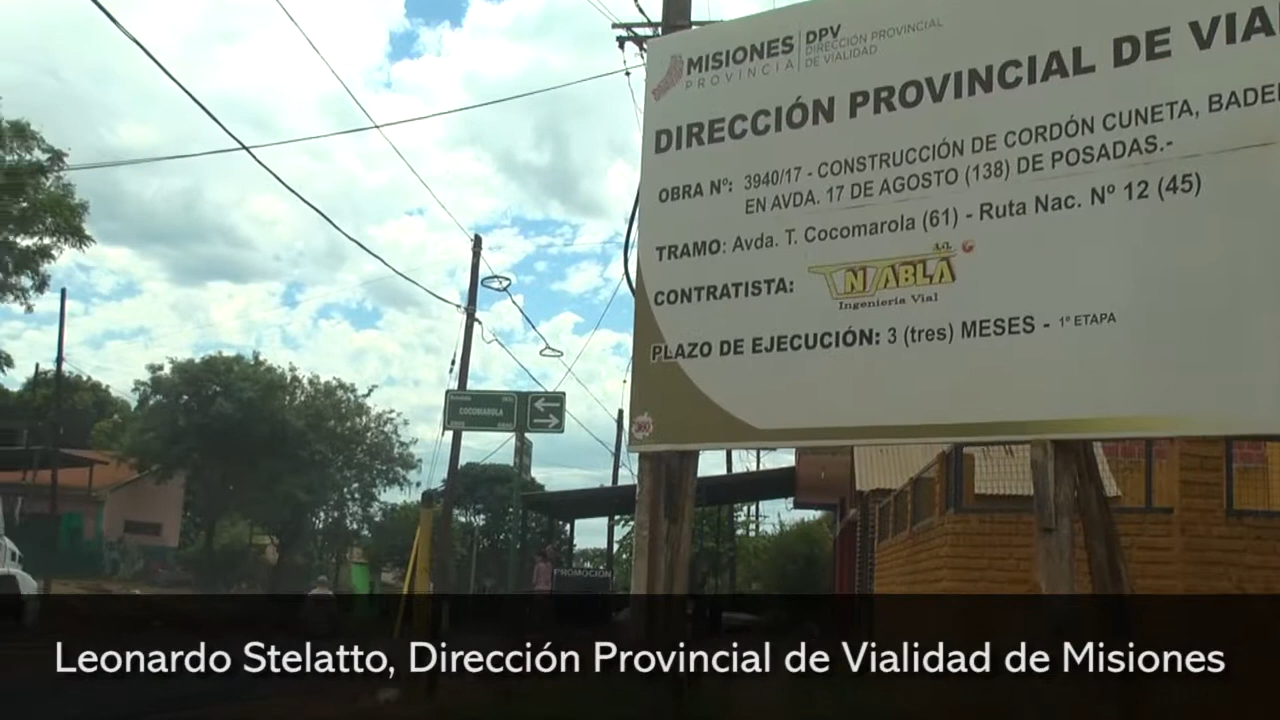 MISIONES
PROVINCIA
DPV
DIRECCIÓN PROVINCIAL
DE VIALIDAD
DIRECCIÓN PROVINCIAL DE VIA
OBRA Nº: 3940/17 - CONSTRUCCIÓN DE CORDÓN CUNETA, BADE
EN AVDA. 17 DE AGOSTO (138) DE POSADAS.-
TRAMO: Avda. T. Cocomarola (61) - Ruta Nac. Nº 12 (45)
CONTRATISTA:
Ingeniería Vial
PLAZO DE EJECUCIÓN: 3 (tres) MESES - 1º ETAPA
COCOMAROLA
PROMOCIÓN
Leonardo Stelatto, Dirección Provincial de Vialidad de Misiones